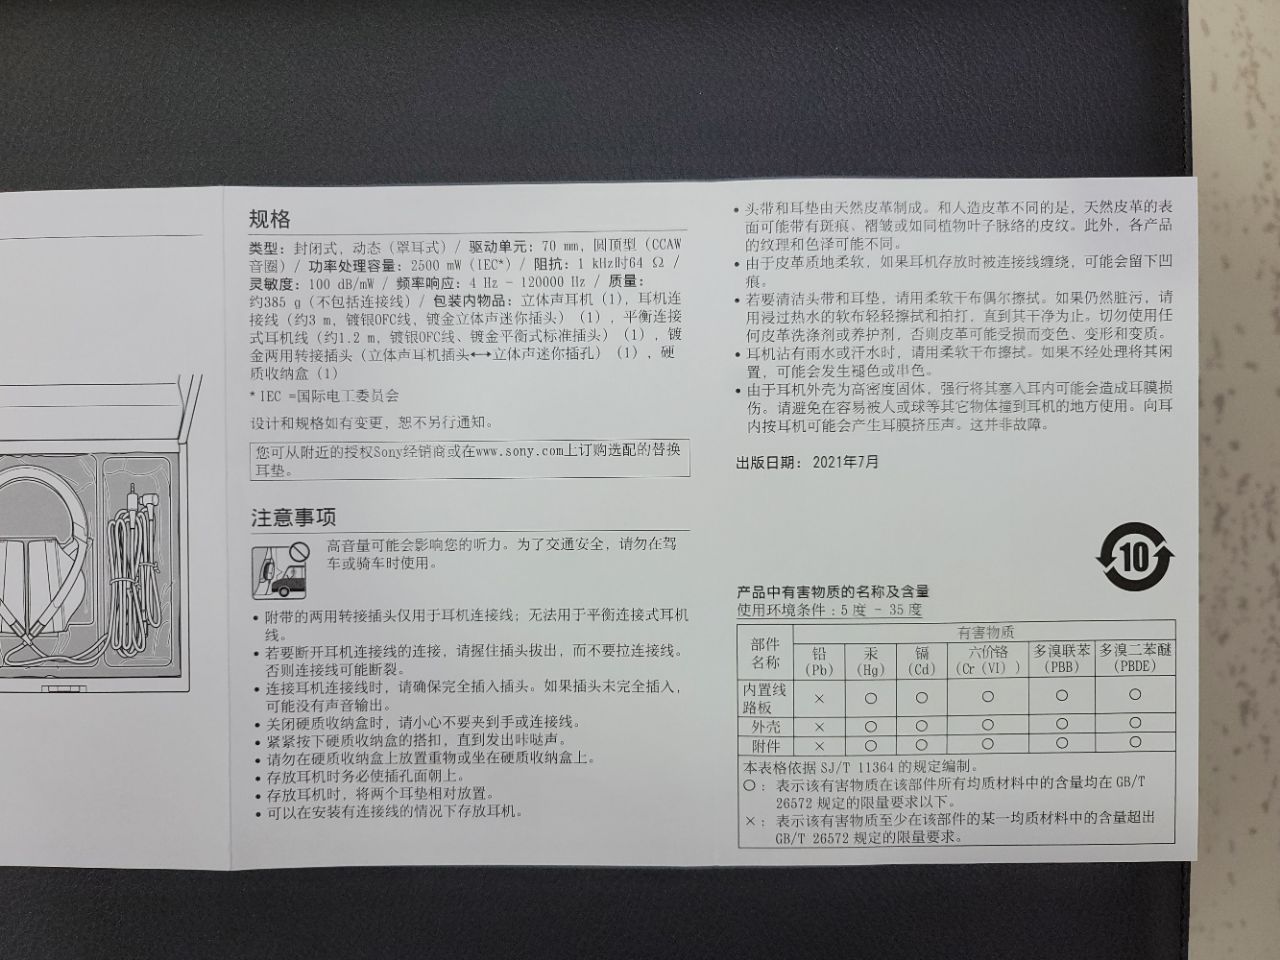 规格
类型：封闭式，动态（罩耳式）/ 驱动单元：70 mm，圆顶型（CCAW
音圈）/ 功率处理容量：2500 mW（IEC*）/ 阻抗：1 kHz时64 Ω /
灵敏度：100 dB/mW / 频率响应：4 Hz - 120000 Hz / 质量：
约385 g（不包括连接线）/ 包装内物品：立体声耳机（1），耳机连
接线（约3 m，镀银OFC线，镀金立体声迷你插头）（1），平衡连接
式耳机线（约1.2 m，镀银OFC线、镀金平衡式标准插头）（1），镀
金两用转接插头（立体声耳机插头↔立体声迷你插孔）（1），硬
质收纳盒（1）
* IEC =国际电工委员会
设计和规格如有变更，恕不另行通知。
您可从附近的授权Sony经销商或在www.sony.com上订购选配的替换
耳垫。
注意事项
高音量可能会影响您的听力。为了交通安全，请勿在驾
车或骑车时使用。
• 附带的两用转接插头仅用于耳机连接线；无法用于平衡连接式耳机
线。
• 若要断开耳机连接线的连接，请握住插头拔出，而不要拉连接线。
否则连接线可能断裂。
• 连接耳机连接线时，请确保完全插入插头。如果插头未完全插入，
可能没有声音输出。
• 关闭硬质收纳盒时，请小心不要夹到手或连接线。
• 紧紧按下硬质收纳盒的搭扣，直到发出咔哒声。
• 请勿在硬质收纳盒上放置重物或坐在硬质收纳盒上。
• 存放耳机时务必使插孔面朝上。
• 存放耳机时，将两个耳垫相对放置。
• 可以在安装有连接线的情况下存放耳机。
• 头带和耳垫由天然皮革制成。和人造皮革不同的是，天然皮革的表
面可能带有斑痕、褶皱或如同植物叶子脉络的皮纹。此外，各产品
的纹理和色泽可能不同。
• 由于皮革质地柔软，如果耳机存放时被连接线缠绕，可能会留下凹
痕。
• 若要清洁头带和耳垫，请用柔软干布偶尔擦拭。如果仍然脏污，请
用浸过热水的软布轻轻擦拭和拍打，直到其干净为止。切勿使用任
何皮革洗涤剂或养护剂，否则皮革可能受损而变色、变形和变质。
• 耳机沾有雨水或汗水时，请用柔软干布擦拭。如果不经处理将其闲
置，可能会发生褪色或串色。
• 由于耳机外壳为高密度固体，强行将其塞入耳内可能会造成耳膜损
伤。请避免在容易被人或球等其它物体撞到耳机的地方使用。向耳
内按耳机可能会产生耳膜挤压声。这并非故障。
出版日期： 2021年7月
10
产品中有害物质的名称及含量
使用环境条件：5 度 - 35 度
部件
名称
有害物质
铅
(Pb)
汞
(Hg)
镉
(Cd)
六价铬
(Cr (VI) )
多溴联苯
(PBB)
多溴二苯醚
(PBDE)
内置线
路板 × ○ ○ ○ ○ ○
外壳 × ○ ○ ○ ○ ○
附件 × ○ ○ ○ ○ ○
本表格依据 SJ/T 11364 的规定编制。
○：表示该有害物质在该部件所有均质材料中的含量均在 GB/T
26572 规定的限量要求以下。
×：表示该有害物质至少在该部件的某一均质材料中的含量超出
GB/T 26572 规定的限量要求。